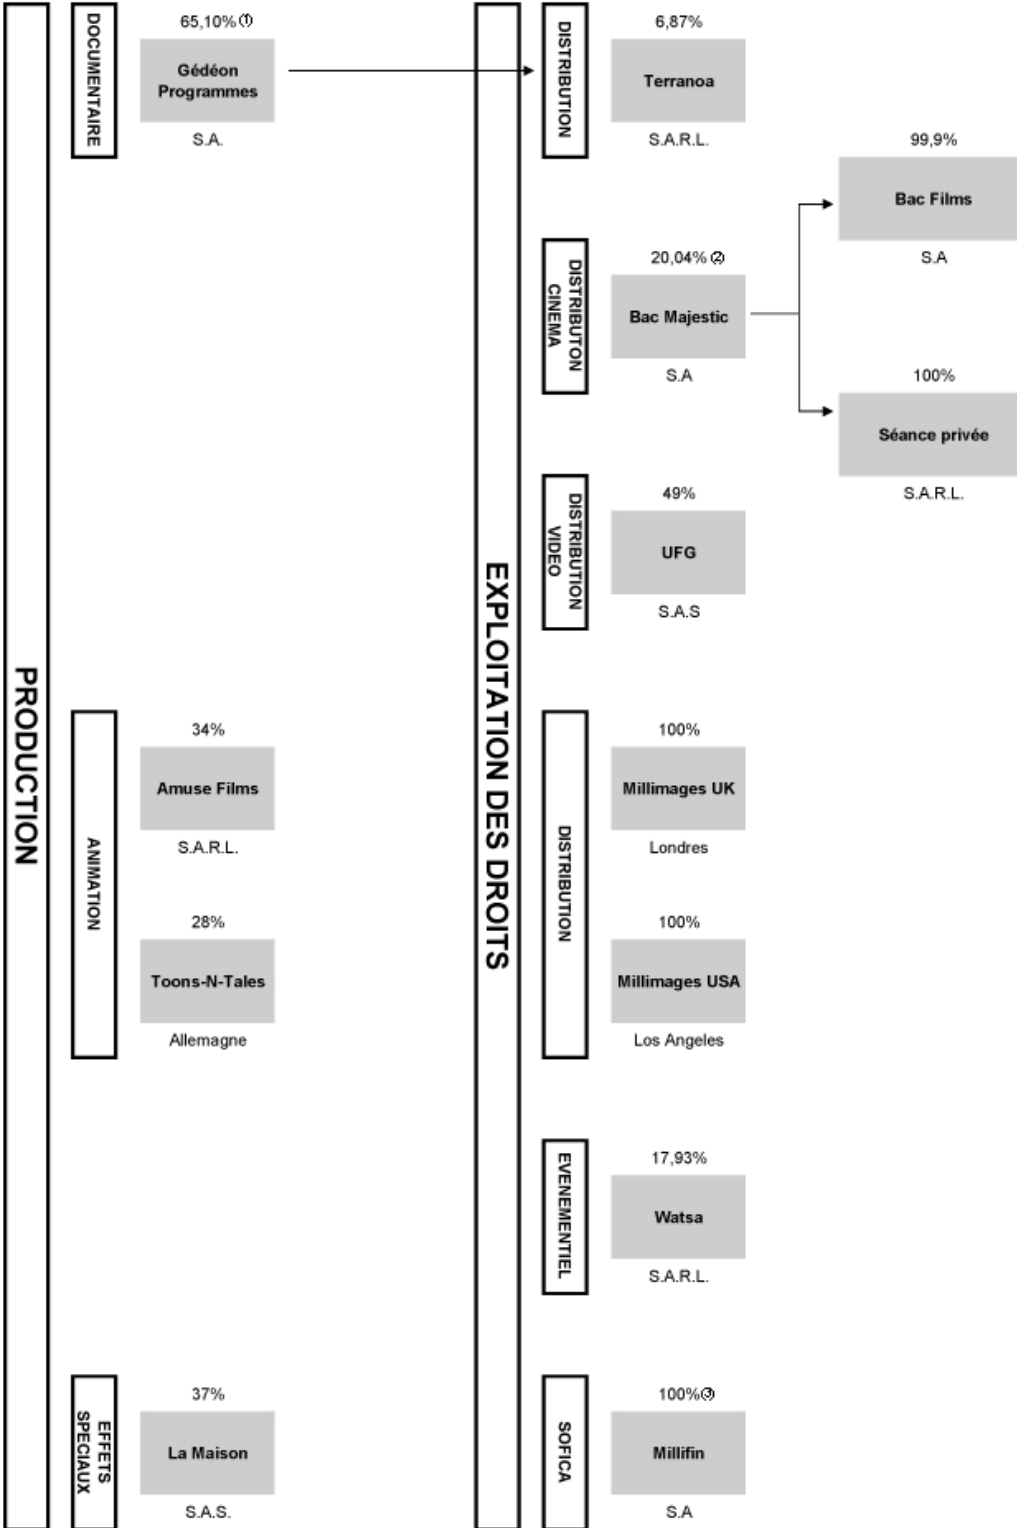 PRODUCTION
DOCUMENTAIRE
65,10% ①
Gédéon
Programmes
S.A.
ANIMATION
34%
Amuse Films
S.A.R.L.
28%
Toons-N-Tales
Allemagne
EFFETS
SPECIAUX
37%
La Maison
S.A.S.
EXPLOITATION DES DROITS
DISTRIBUTION
6,87%
Terranoa
S.A.R.L.
DISTRIBUTON
CINEMA
20,04% ②
Bac Majestic
S.A
99,9%
Bac Films
S.A
100%
Séance privée
S.A.R.L.
DISTRIBUTION
VIDEO
49%
UFG
S.A.S
DISTRIBUTION
100%
Millimages UK
Londres
100%
Millimages USA
Los Angeles
EVENEMENTIEL
17,93%
Watsa
S.A.R.L.
SOFICA
100%③
Millifin
S.A